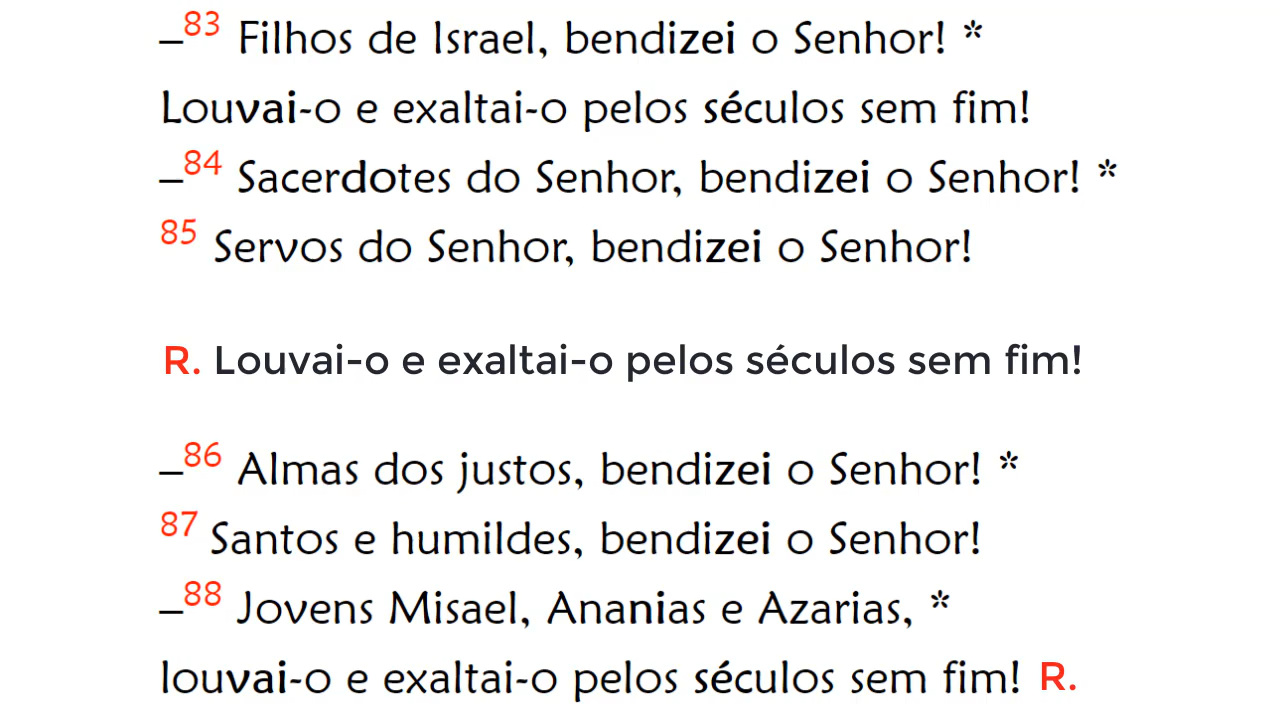 –83 Filhos de Israel, bendizei o Senhor! *
Louvai-o e exaltai-o pelos séculos sem fim!
–84 Sacerdotes do Senhor, bendizei o Senhor! *
85 Servos do Senhor, bendizei o Senhor!
R. Louvai-o e exaltai-o pelos séculos sem fim!
–86 Almas dos justos, bendizei o Senhor! *
87 Santos e humildes, bendizei o Senhor!
–88 Jovens Misael, Ananias e Azarias, *
louvai-o e exaltai-o pelos séculos sem fim! R.